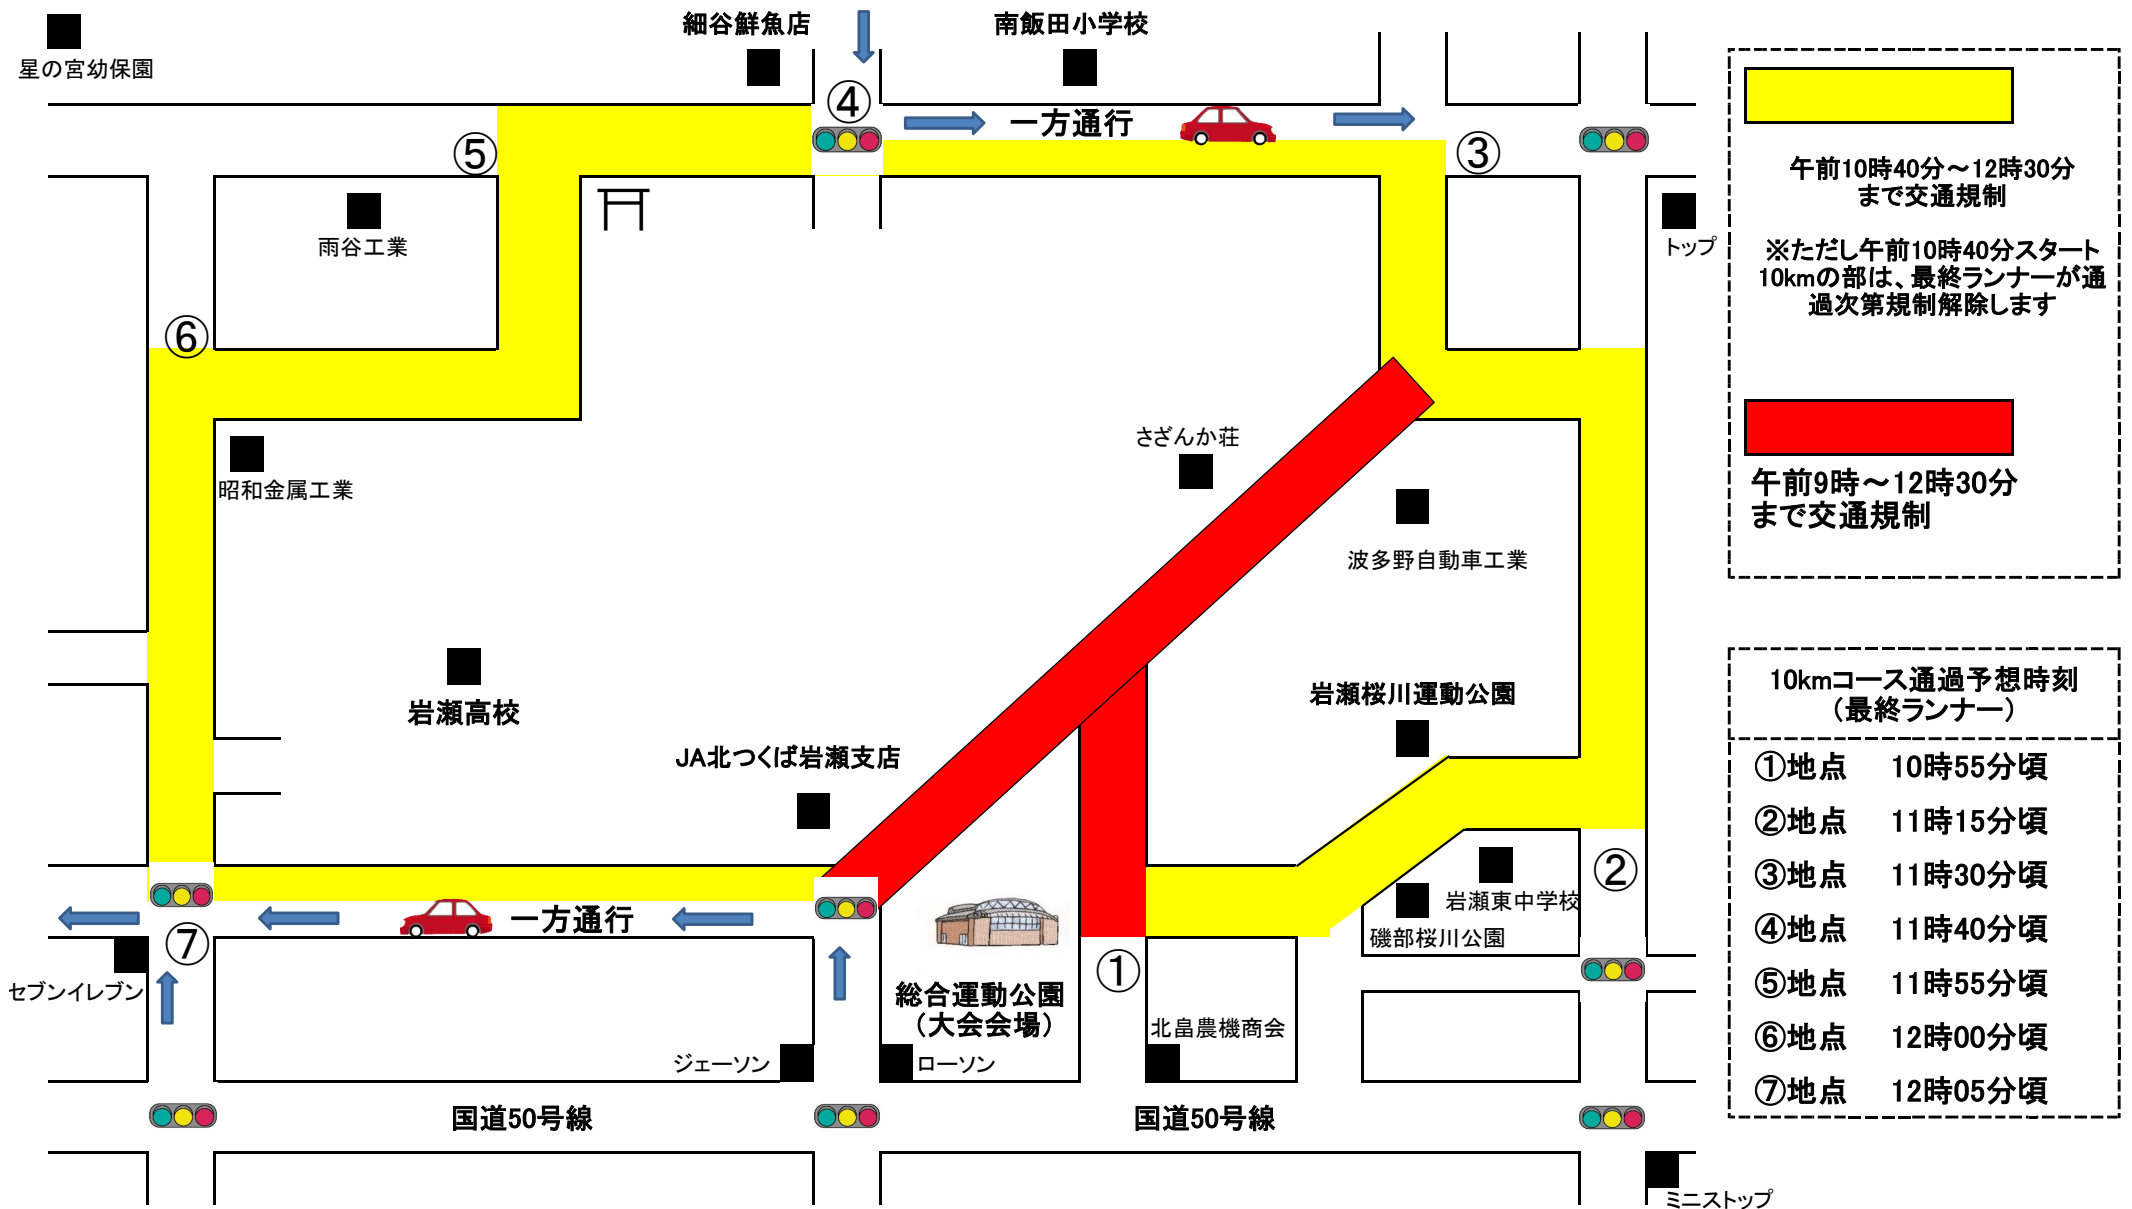 細谷鮮魚店
南飯田小学校
星の宮幼保園
④
一方通行
⑤
③
雨谷工業
トップ
⑥
さざんか荘
昭和金属工業
波多野自動車工業
岩瀬高校
岩瀬桜川運動公園
JA北つくば岩瀬支店
②
岩瀬東中学校
一方通行
磯部桜川公園
⑦
①
セブンイレブン
総合運動公園
（大会会場）
北畠農機商会
ジェーソン
ローソン
国道50号線
国道50号線
ミニストップ
午前10時40分～12時30分
まで交通規制
※ただし午前10時40分スタート
10kmの部は、最終ランナーが通
過次第規制解除します
午前9時～12時30分
まで交通規制
10kmコース通過予想時刻
（最終ランナー）
①地点　10時55分頃
②地点　11時15分頃
③地点　11時30分頃
④地点　11時40分頃
⑤地点　11時55分頃
⑥地点　12時00分頃
⑦地点　12時05分頃